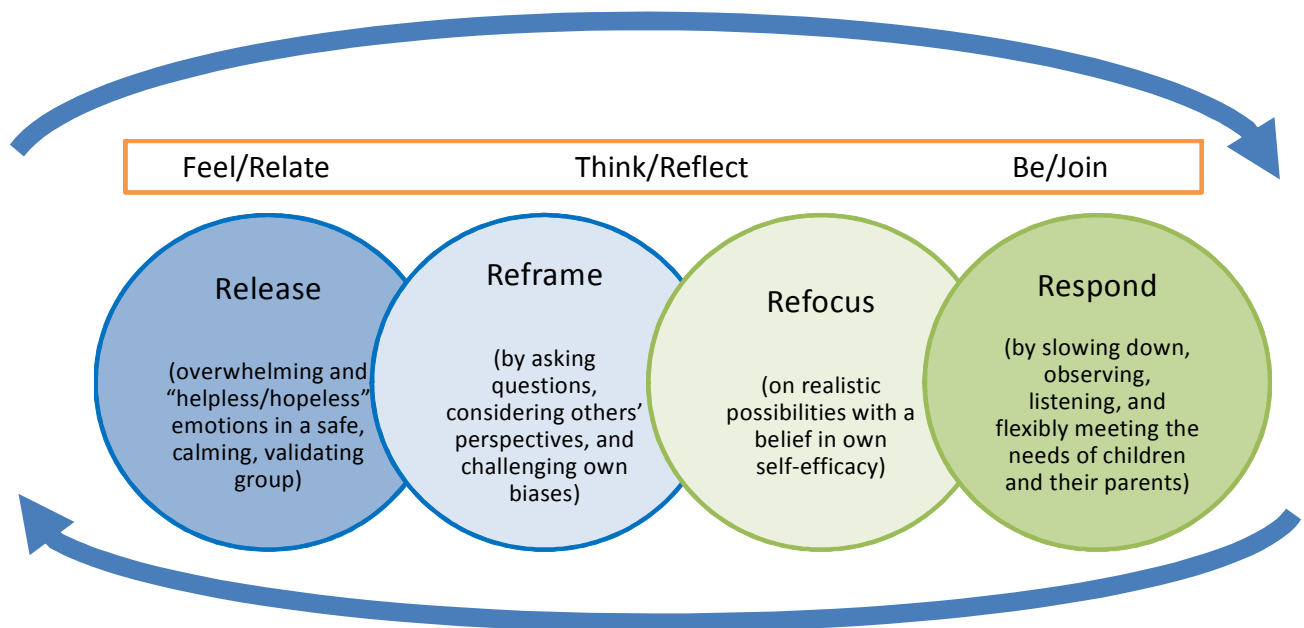 Feel/Relate
Think/Reflect
Be/Join
Release
(overwhelming and
“helpless/hopeless”
emotions in a safe,
calming, validating
group)
Reframe
(by asking
questions,
considering others’
perspectives, and
challenging own
biases)
Refocus
(on realistic
possibilities with a
belief in own
self-efficacy)
Respond
(by slowing down,
observing,
listening, and
flexibly meeting the
needs of children
and their parents)